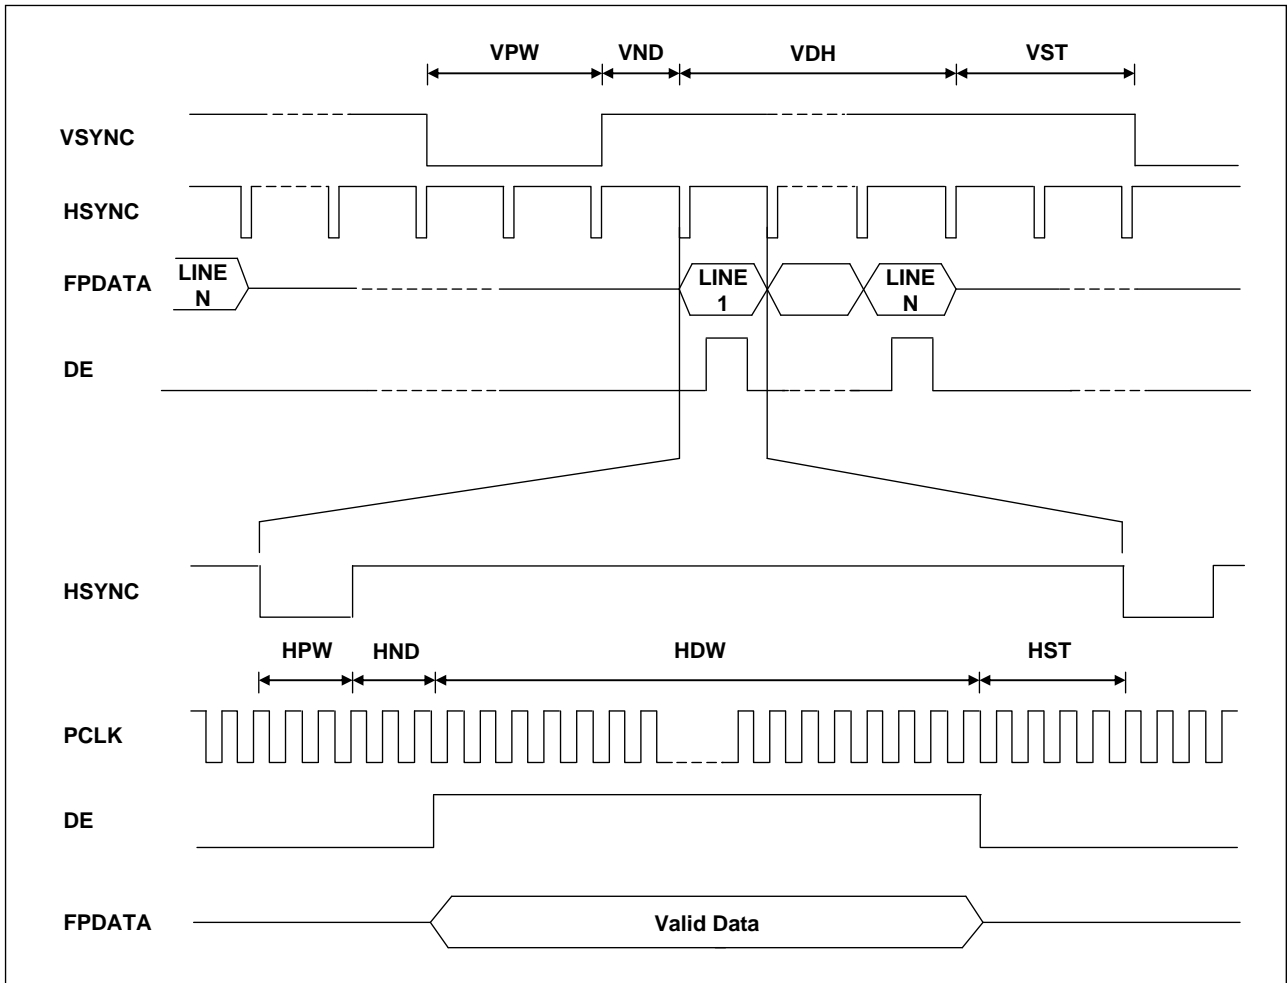 VPW VND VDH VST
VSYNC
HSYNC
FPDATA LINE N LINE 1 LINE N
DE
HSYNC
HPW HND HDW HST
PCLK
DE
FPDATA Valid Data